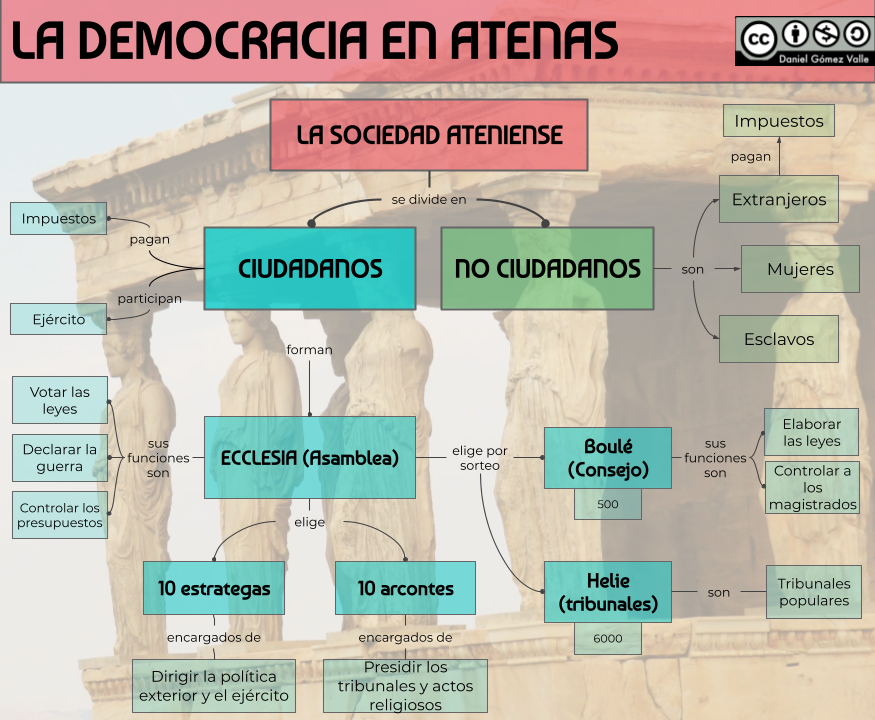 LA DEMOCRACIA EN ATENAS
cc
Daniel Gómez Valle
LA SOCIEDAD ATENIENSE
se divide en
Impuestos
pagan
Extranjeros
Impuestos
pagan
CIUDADANOS
NO CIUDADANOS
son
Mujeres
participan
Ejército
Esclavos
forman
Votar las
leyes
Declarar la
guerra
Controlar los
presupuestos
sus
funciones
son
ECCLESIA (Asamblea)
elige por
sorteo
Boulé
(Consejo)
500
sus
funciones
son
Elaborar
las leyes
Controlar a
los
magistrados
elige
10 estrategas
10 arcontes
Helie
(tribunales)
6000
son
Tribunales
populares
encargados de
encargados de
Dirigir la política
exterior y el ejército
Presidir los
tribunales y actos
religiosos